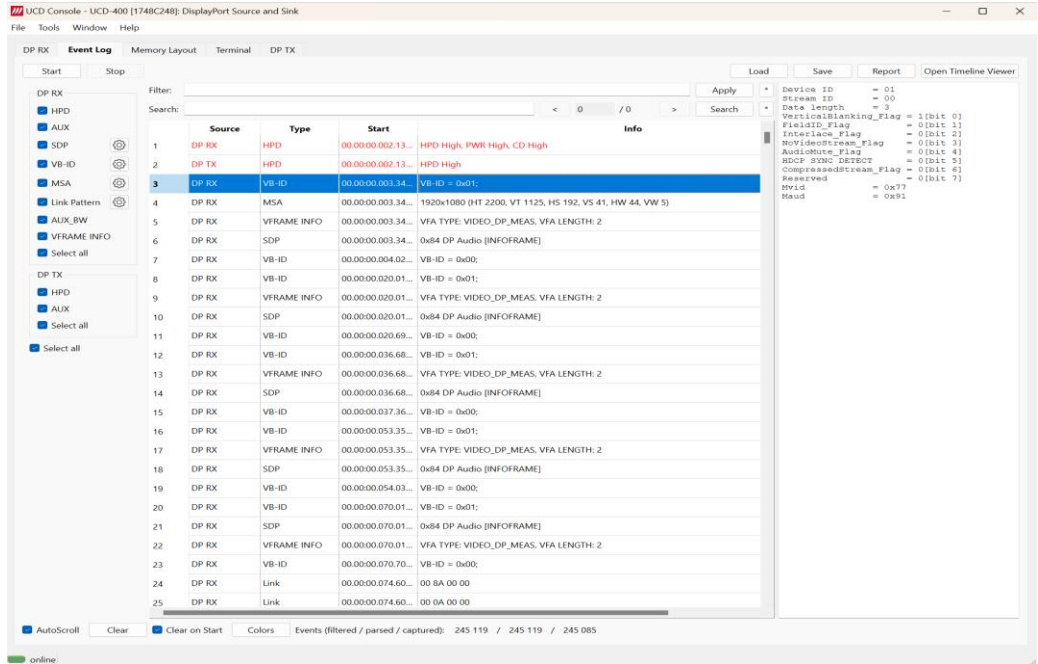 UCD Console - UCD-400 [1748C248]: DisplayPort Source and Sink
File Tools Window Help
DP RX Event Log Memory Layout Terminal DP TX
Start Stop Load Save Report Open Timeline Viewer
DP RX
HPD
AUX
SDP
VB-ID
MSA
Link Pattern
AUX_BW
VFRAME INFO
Select all
DP TX
HPD
AUX
Select all
Select all
Filter: Apply *
Search: < 0 / 0 > Search *
Source Type Start Info
1 DP RX HPD 00.00:00.002.13... HPD High, PWR High, CD High
2 DP TX HPD 00.00:00.002.13... HPD High
3 DP RX VB-ID 00.00:00.003.34... VB-ID = 0x01;
4 DP RX MSA 00.00:00.003.34... 1920x1080 (HT 2200, VT 1125, HS 192, VS 41, HW 44, VW 5)
5 DP RX VFRAME INFO 00.00:00.003.34... VFA TYPE: VIDEO_DP_MEAS, VFA LENGTH: 2
6 DP RX SDP 00.00:00.003.34... 0x84 DP Audio [INFOFRAME]
7 DP RX VB-ID 00.00:00.004.02... VB-ID = 0x00;
8 DP RX VB-ID 00.00:00.020.01... VB-ID = 0x01;
9 DP RX VFRAME INFO 00.00:00.020.01... VFA TYPE: VIDEO_DP_MEAS, VFA LENGTH: 2
10 DP RX SDP 00.00:00.020.01... 0x84 DP Audio [INFOFRAME]
11 DP RX VB-ID 00.00:00.020.69... VB-ID = 0x00;
12 DP RX VB-ID 00.00:00.036.68... VB-ID = 0x01;
13 DP RX VFRAME INFO 00.00:00.036.68... VFA TYPE: VIDEO_DP_MEAS, VFA LENGTH: 2
14 DP RX SDP 00.00:00.036.68... 0x84 DP Audio [INFOFRAME]
15 DP RX VB-ID 00.00:00.037.36... VB-ID = 0x00;
16 DP RX VB-ID 00.00:00.053.35... VB-ID = 0x01;
17 DP RX VFRAME INFO 00.00:00.053.35... VFA TYPE: VIDEO_DP_MEAS, VFA LENGTH: 2
18 DP RX SDP 00.00:00.053.35... 0x84 DP Audio [INFOFRAME]
19 DP RX VB-ID 00.00:00.054.03... VB-ID = 0x00;
20 DP RX VB-ID 00.00:00.070.01... VB-ID = 0x01;
21 DP RX SDP 00.00:00.070.01... 0x84 DP Audio [INFOFRAME]
22 DP RX VFRAME INFO 00.00:00.070.01... VFA TYPE: VIDEO_DP_MEAS, VFA LENGTH: 2
23 DP RX VB-ID 00.00:00.070.70... VB-ID = 0x00;
24 DP RX Link 00.00:00.074.60... 00 8A 00 00
25 DP RX Link 00.00:00.074.60... 00 0A 00 00
Device ID = 01
Stream ID = 00
Data length = 3
VerticalBlanking_Flag = 1[bit 0]
FieldID_Flag = 0[bit 1]
Interlace_Flag = 0[bit 2]
NoVideoStream_Flag = 0[bit 3]
AudioMute_Flag = 0[bit 4]
HDCP SYNC DETECT = 0[bit 5]
CompressedStream_Flag = 0[bit 6]
Reserved = 0[bit 7]
Mvid = 0x77
Maud = 0x91
AutoScroll Clear Clear on Start Colors Events (filtered / parsed / captured): 245 119 / 245 119 / 245 085
online